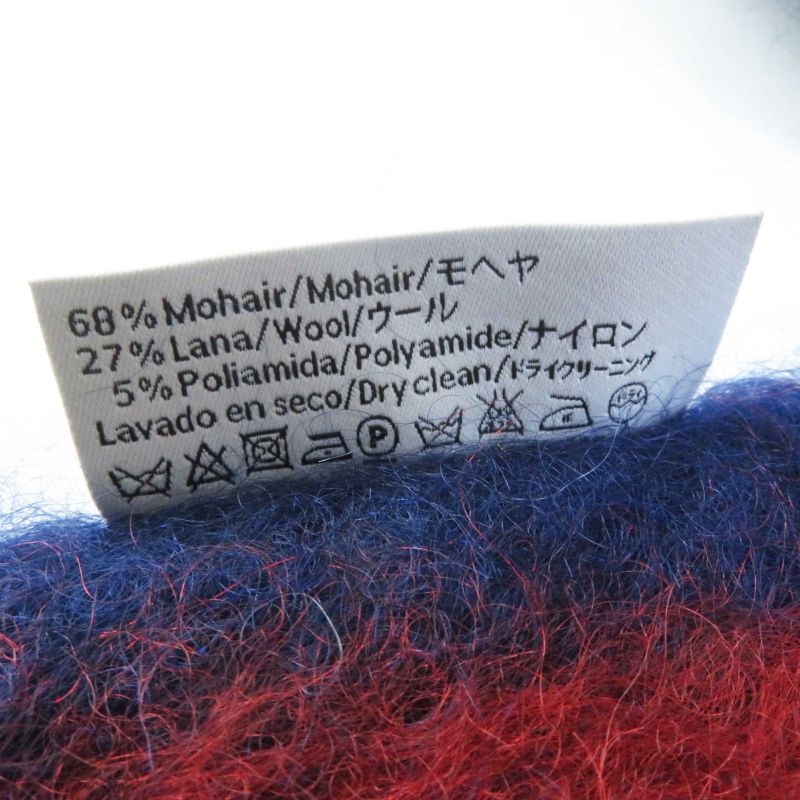 68% Mohair/Mohair/モヘヤ
27% Lana/Wool/ウール
5% Poliamida/Polyamide/ナイロン
Lavado en seco/Dry clean/ドライクリーニング
P